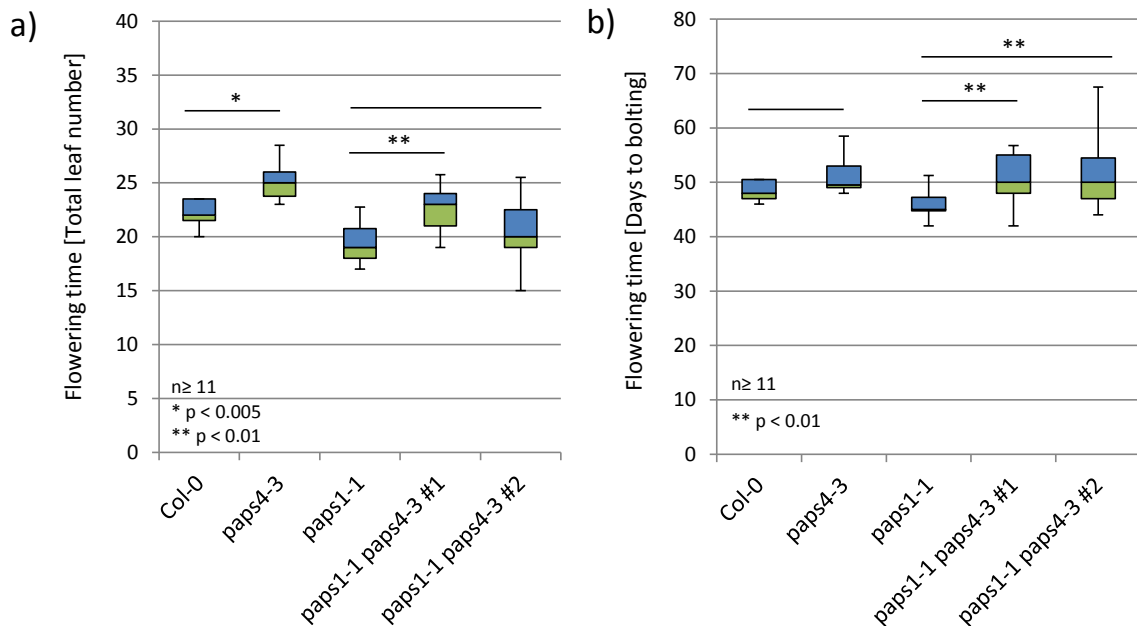 a)
Flowering time [Total leaf number]
40
35
30
25
20
15
10
5
0
*
**
n≥ 11
* p < 0.005
** p < 0.01
Col-0
paps4-3
paps1-1
paps1-1 paps4-3 #1
paps1-1 paps4-3 #2
b)
Flowering time [Days to bolting]
80
70
60
50
40
30
20
10
0
**
**
n≥ 11
** p < 0.01
Col-0
paps4-3
paps1-1
paps1-1 paps4-3 #1
paps1-1 paps4-3 #2